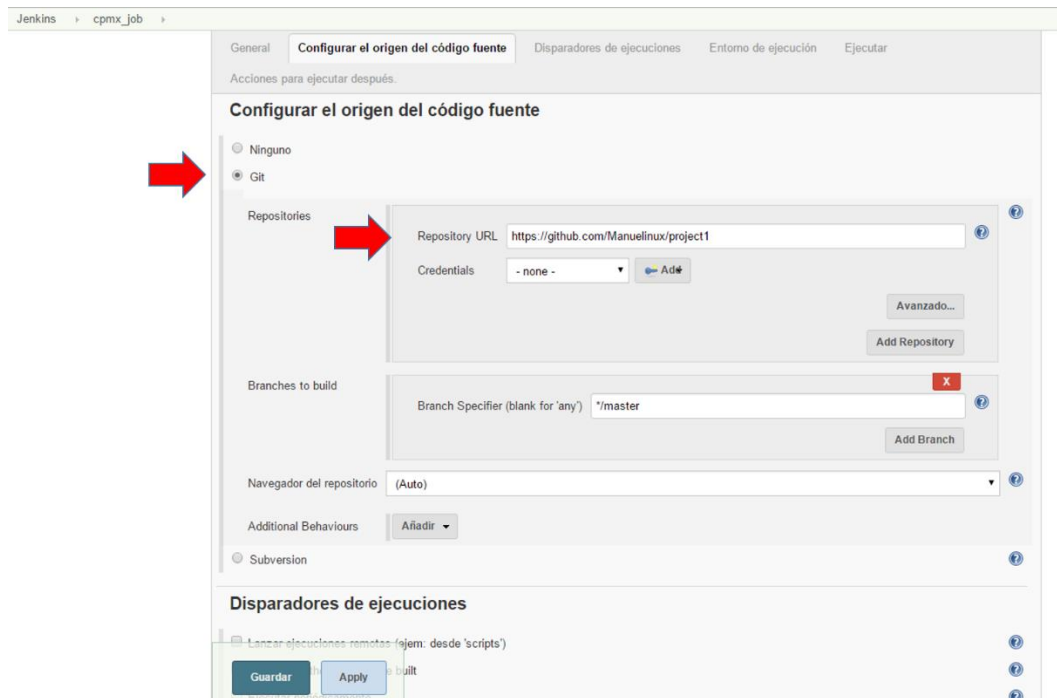 Jenkins cpmx_job
General Configurar el origen del código fuente Disparadores de ejecuciones Entorno de ejecución Ejecutar
Acciones para ejecutar después.
Configurar el origen del código fuente
Ninguno
Git
Repositories
Repository URL https://github.com/Manuelinux/project1
Credentials - none - Add
Avanzado...
Add Repository
Branches to build
X
Branch Specifier (blank for 'any') */master
Add Branch
Navegador del repositorio (Auto)
Additional Behaviours Añadir
Subversion
Disparadores de ejecuciones
Lanzar ejecuciones remotas (ejem: desde 'scripts')
built
Guardar Apply